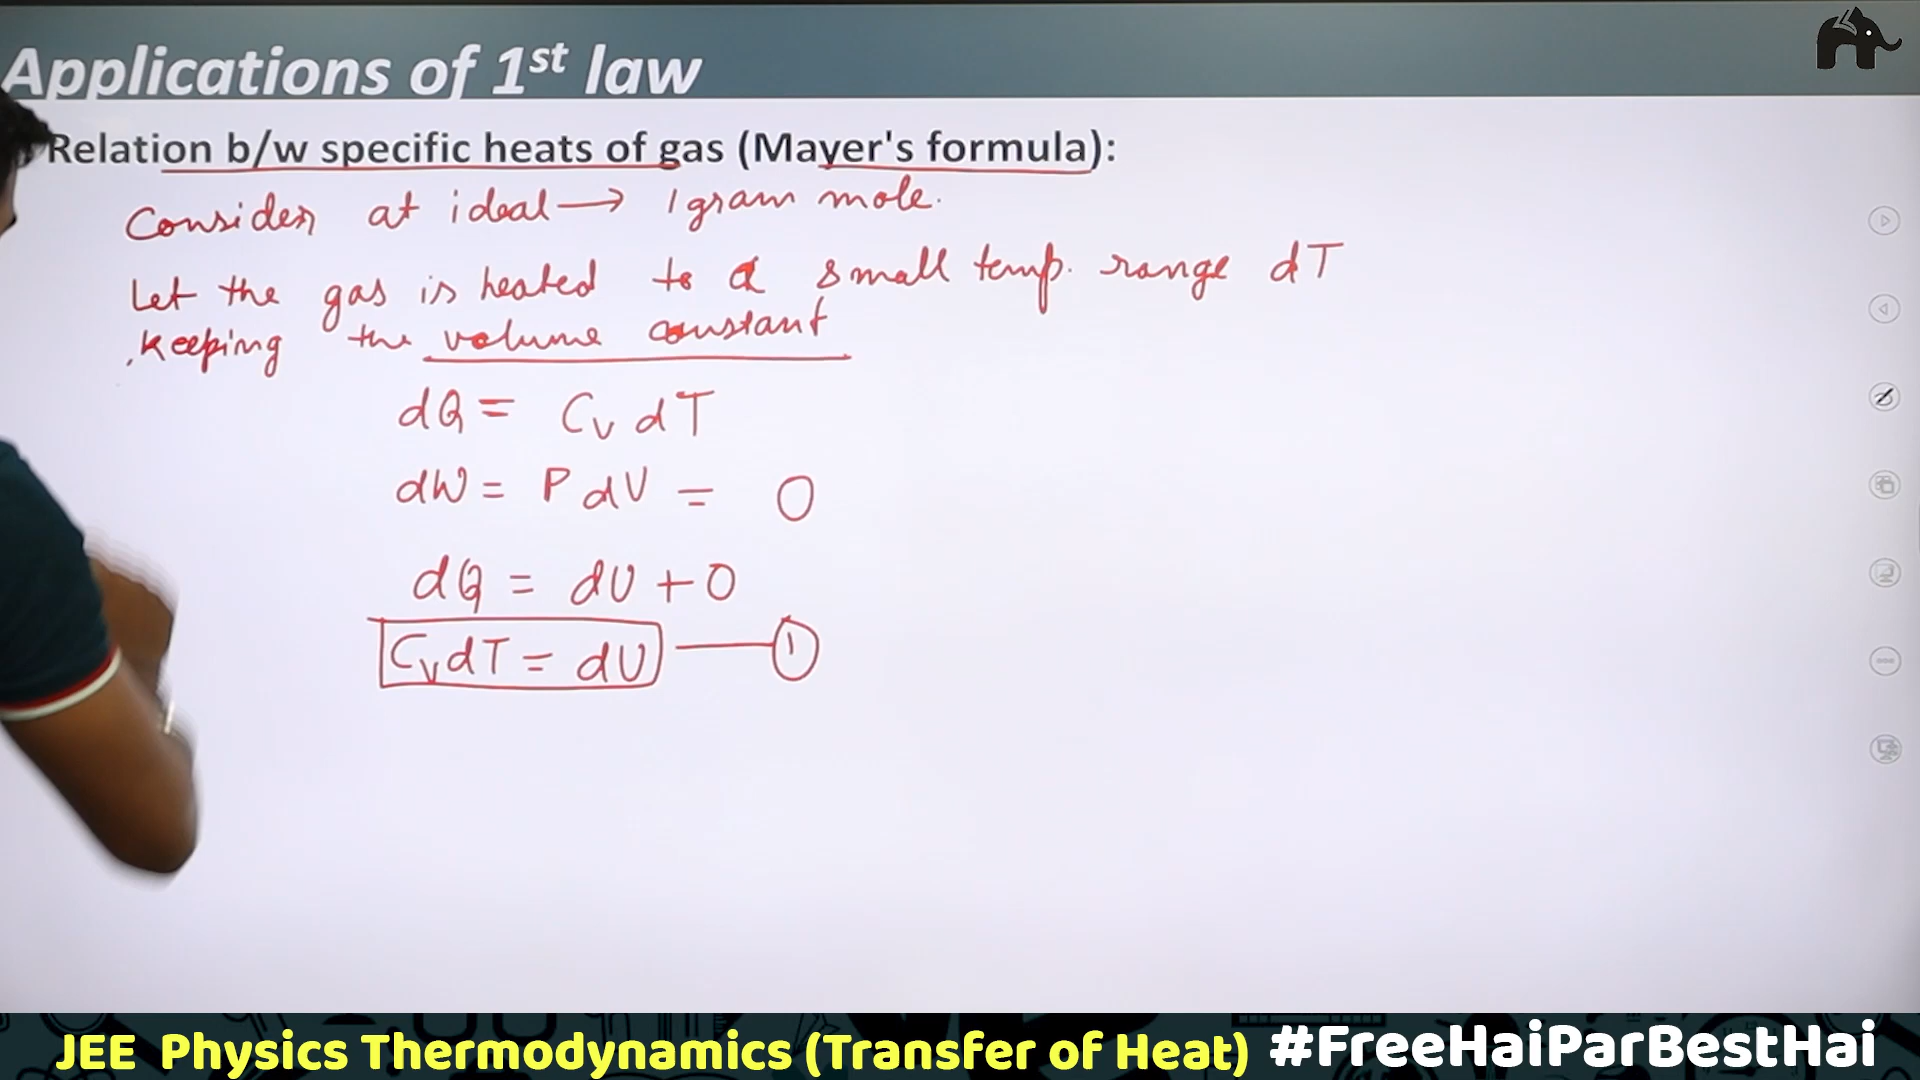 Applications of 1st law
Relation b/w specific heats of gas (Mayer's formula):
Consider at ideal → 1 gram mole.
Let the gas is heated to a small temp. range dT
keeping the volume constant
dQ = CV dT
dW = P dV = 0
dQ = dU + 0
CV dT = dU — 1
JEE Physics Thermodynamics (Transfer of Heat) #FreeHaiParBestHai